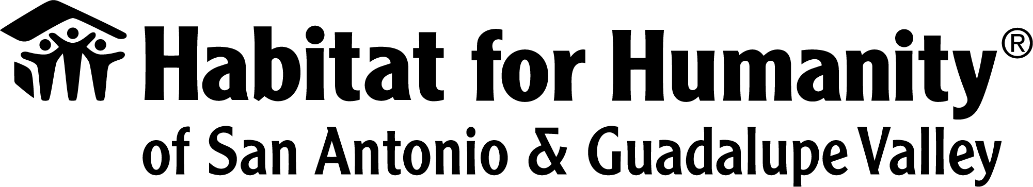 Habitat for Humanity®
of San Antonio & Guadalupe Valley